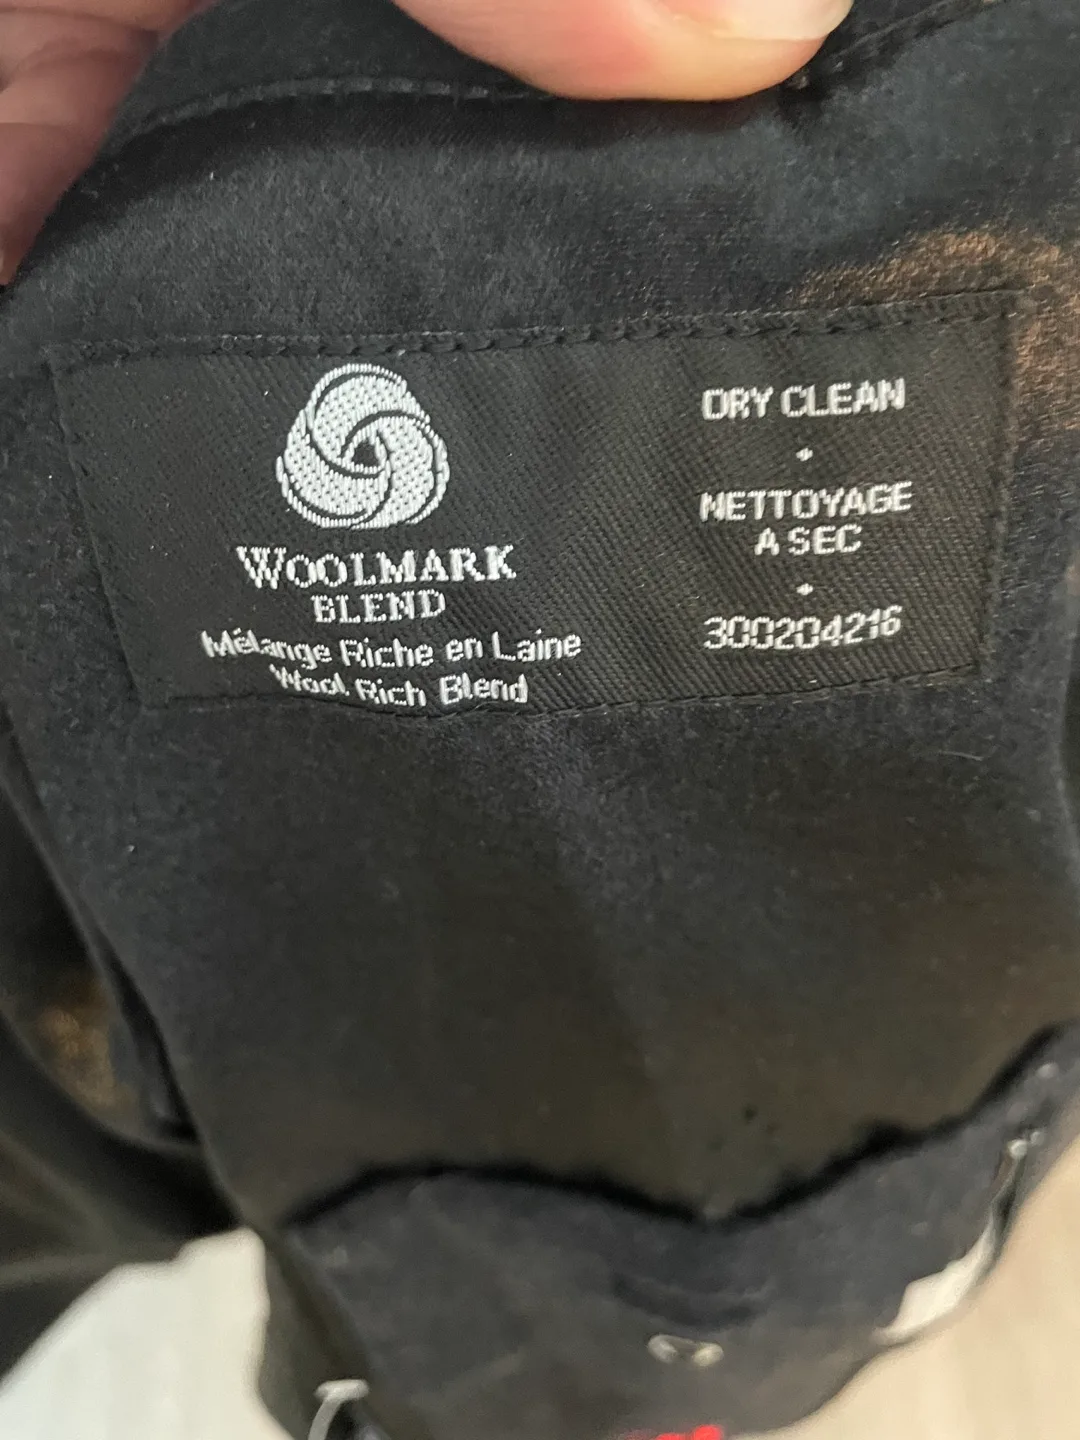 WOOLMARK
BLEND
Mélange Riche en Laine
Wool Rich Blend
DRY CLEAN
NETTOYAGE
A SEC
300204216